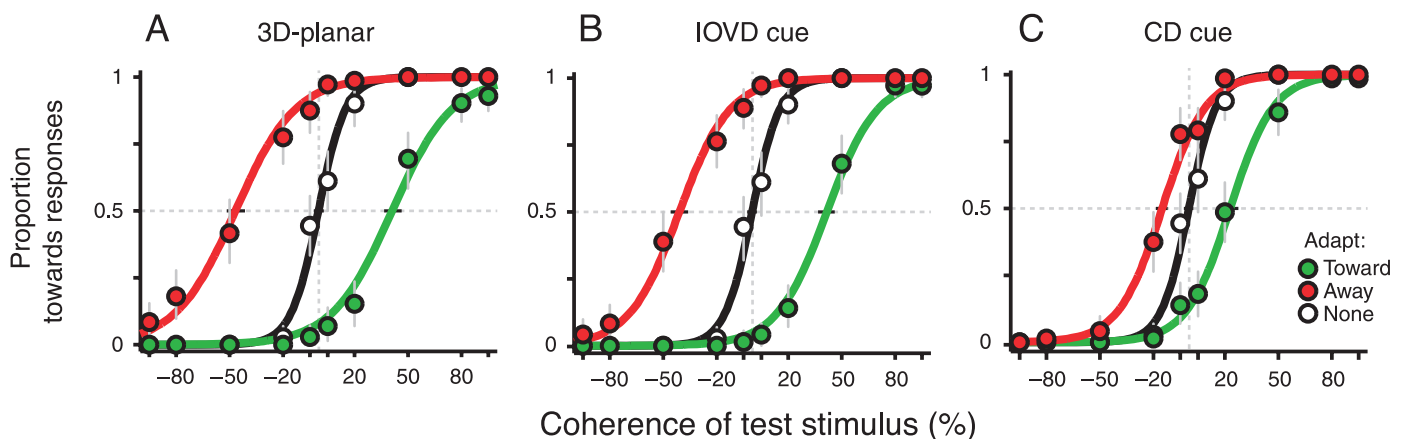 A
3D-planar
B
IOVD cue
C
CD cue
Proportion
towards responses
1
0.5
0
−80
−50
−20
20
50
80
1
0.5
0
−80
−50
−20
20
50
80
1
0.5
0
−80
−50
−20
20
50
80
Adapt:
Toward
Away
None
Coherence of test stimulus (%)